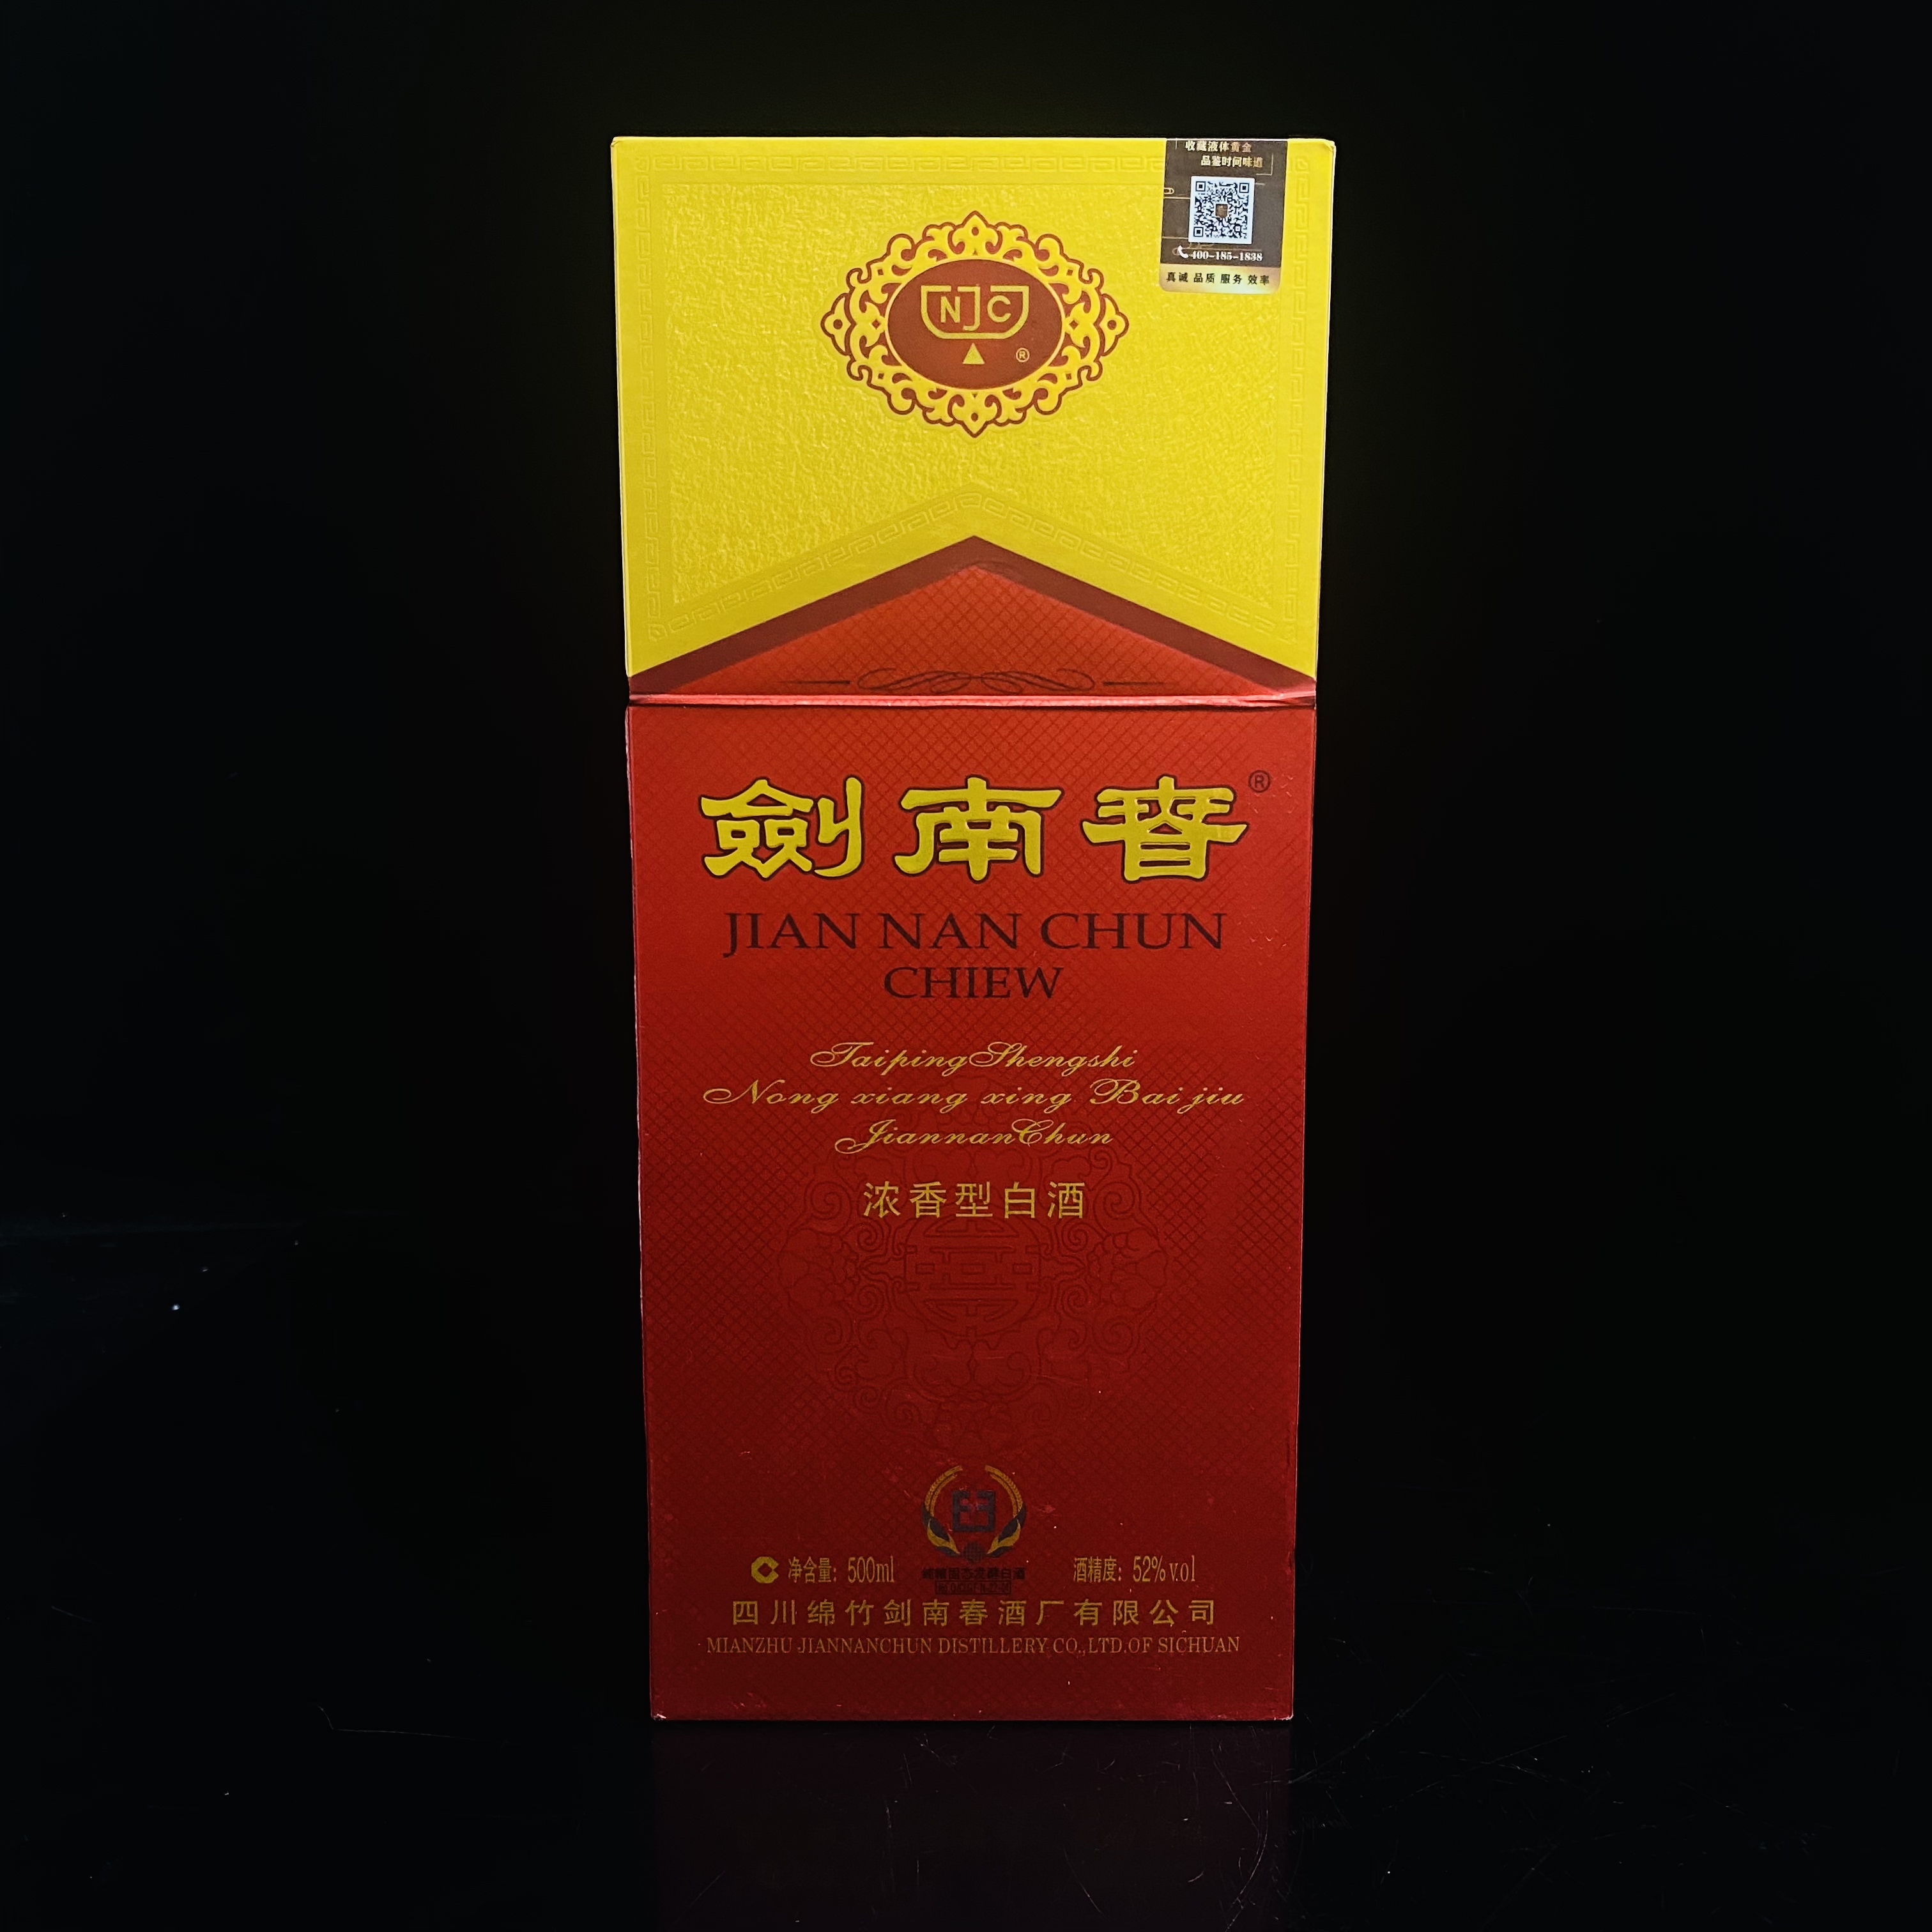 收藏液体黄金
品鉴时间味道
400-185-1838
真诚 品质 服务 效率
NJC
®
劍南春®
JIAN NAN CHUN
CHIEW
TaipingShengshi
Nong xiang xing Bai jiu
JiannanChun
浓香型白酒
净含量：500ml
酒精度：52%vol
四川绵竹剑南春酒厂有限公司
MIANZHU JIANNANCHUN DISTILLERY CO.,LTD.OF SICHUAN